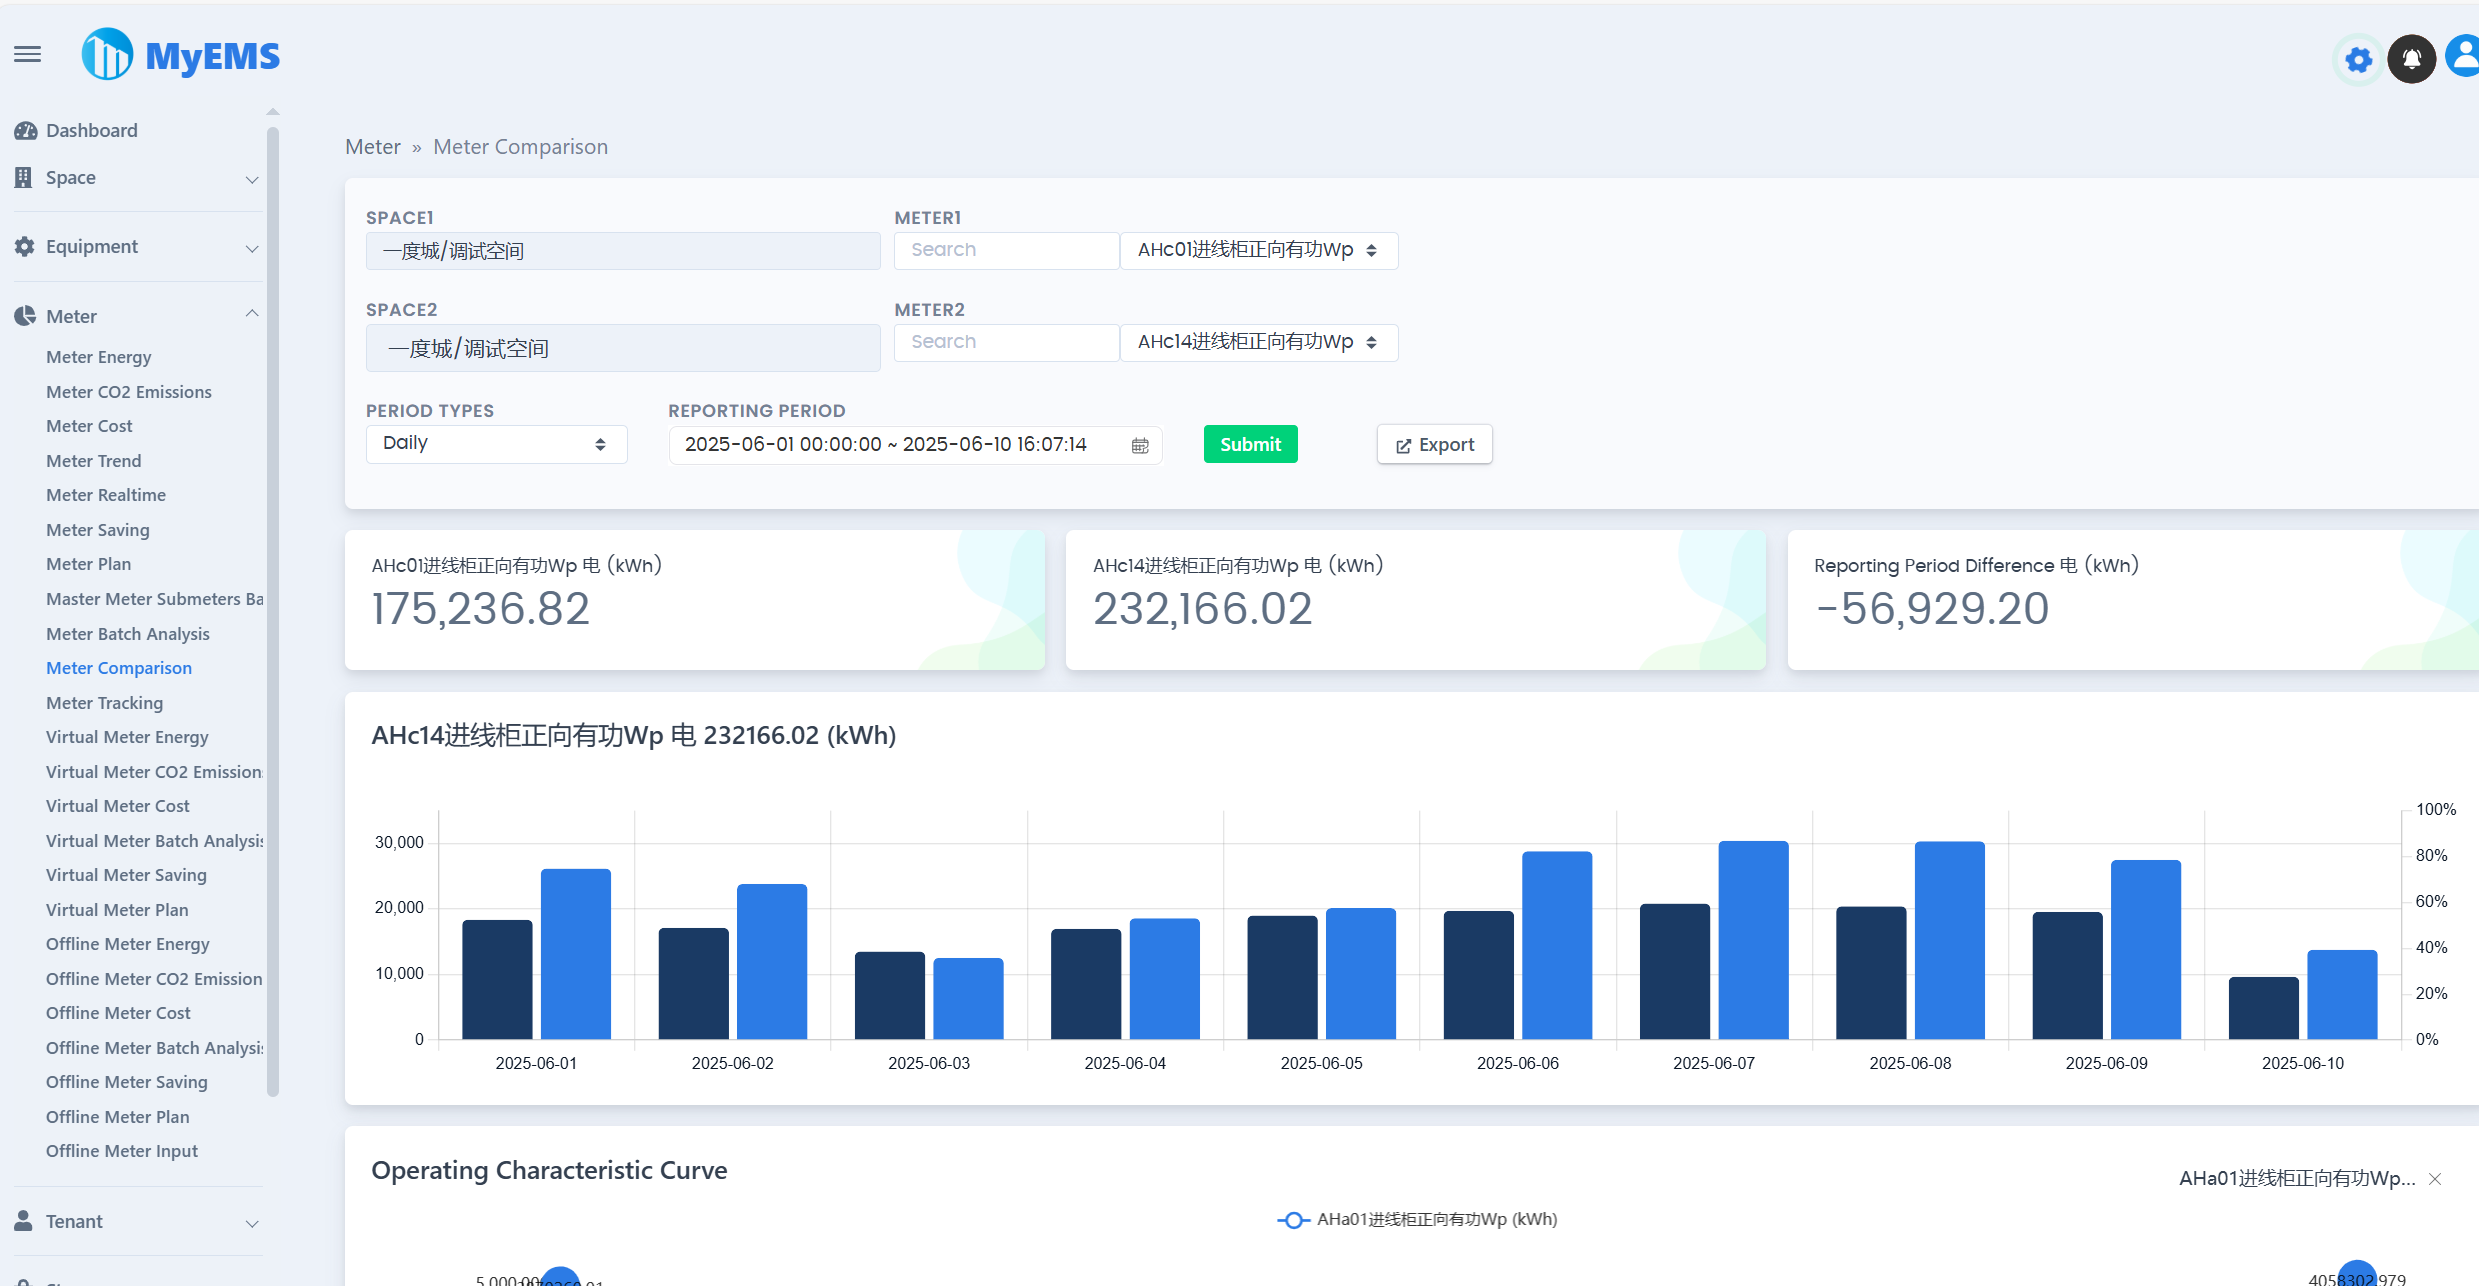 MyEMS
Dashboard
Space
Equipment
Meter
Meter Energy
Meter CO2 Emissions
Meter Cost
Meter Trend
Meter Realtime
Meter Saving
Meter Plan
Master Meter Submeters Ba
Meter Batch Analysis
Meter Comparison
Meter Tracking
Virtual Meter Energy
Virtual Meter CO2 Emission
Virtual Meter Cost
Virtual Meter Batch Analysis
Virtual Meter Saving
Virtual Meter Plan
Offline Meter Energy
Offline Meter CO2 Emission
Offline Meter Cost
Offline Meter Batch Analysis
Offline Meter Saving
Offline Meter Plan
Offline Meter Input
Tenant
Meter » Meter Comparison
SPACE1 METER1
一度城/调试空间 Search AHc01进线柜正向有功Wp
SPACE2 METER2
一度城/调试空间 Search AHc14进线柜正向有功Wp
PERIOD TYPES REPORTING PERIOD
Daily 2025-06-01 00:00:00 ~ 2025-06-10 16:07:14 Submit Export
AHc01进线柜正向有功Wp 电 (kWh)
175,236.82
AHc14进线柜正向有功Wp 电 (kWh)
232,166.02
Reporting Period Difference 电 (kWh)
-56,929.20
AHc14进线柜正向有功Wp 电 232166.02 (kWh)
30,000
20,000
10,000
0
100%
80%
60%
40%
20%
0%
2025-06-01 2025-06-02 2025-06-03 2025-06-04 2025-06-05 2025-06-06 2025-06-07 2025-06-08 2025-06-09 2025-06-10
Operating Characteristic Curve
AHa01进线柜正向有功Wp... ×
AHa01进线柜正向有功Wp (kWh)
4058302.979